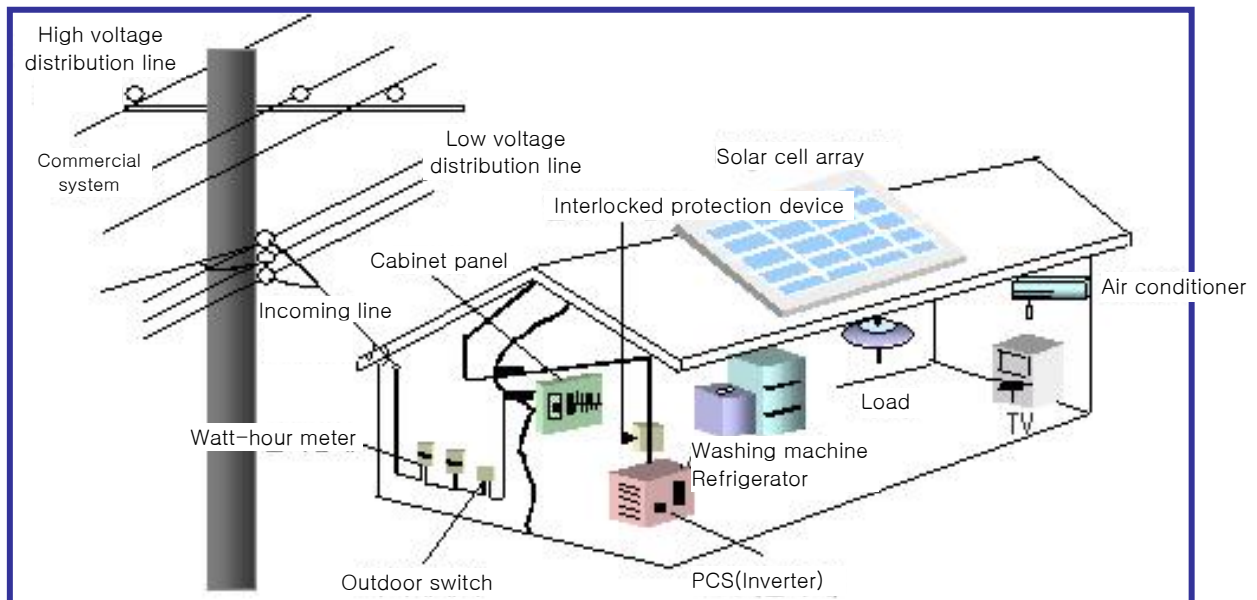 High voltage
distribution line
Commercial
system
Low voltage
distribution line
Solar cell array
Interlocked protection device
Cabinet panel
Incoming line
Air conditioner
Load
TV
Watt-hour meter
Washing machine
Refrigerator
Outdoor switch
PCS(Inverter)